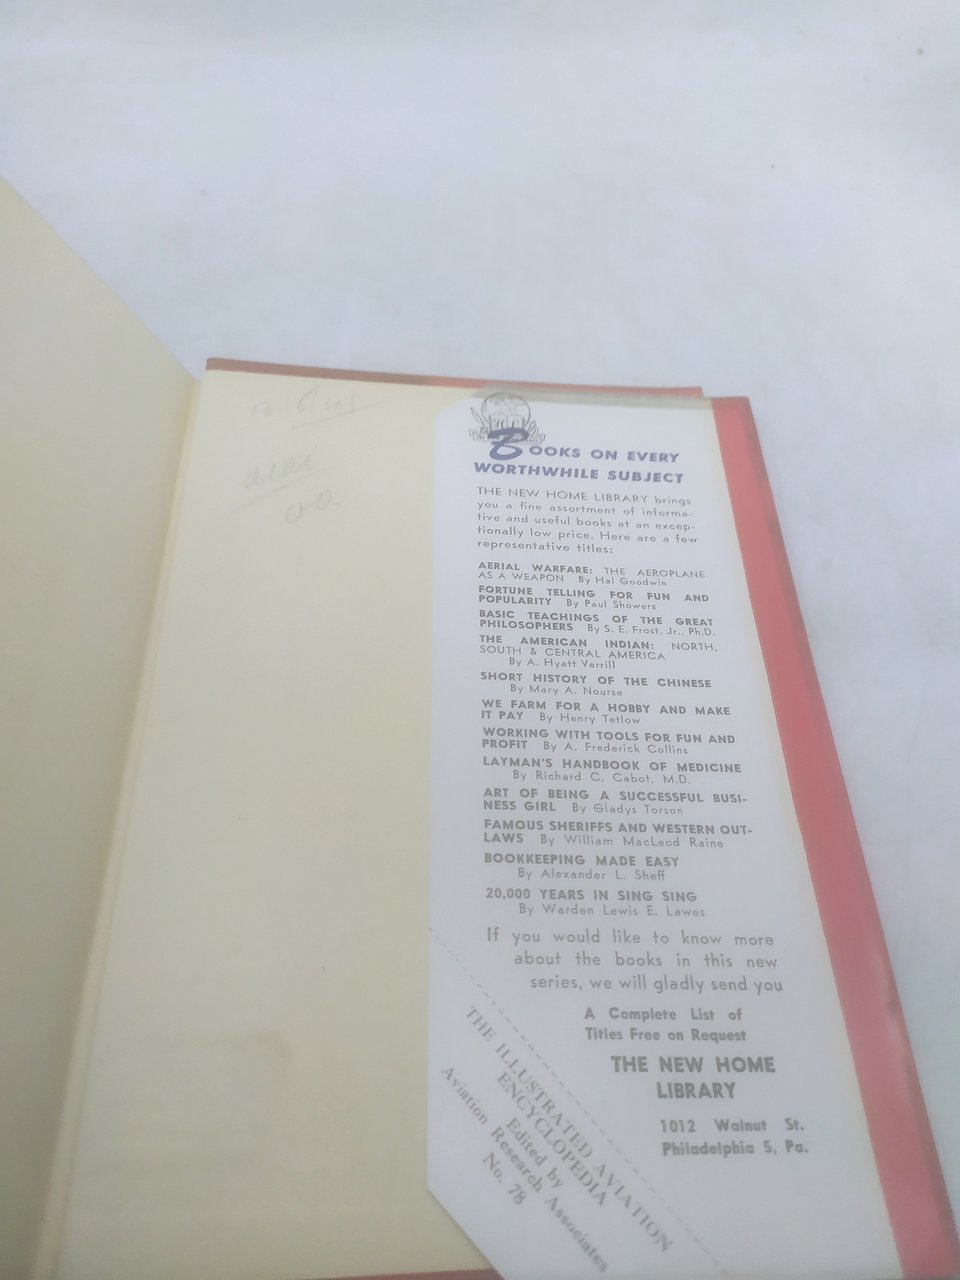 BOOKS ON EVERY
WORTHWHILE SUBJECT
THE NEW HOME LIBRARY brings
you a fine assortment of informa-
tive and useful books at an excep-
tionally low price. Here are a few
representative titles:
AERIAL WARFARE: THE AEROPLANE
AS A WEAPON By Hal Goodwin
FORTUNE TELLING FOR FUN AND
POPULARITY By Paul Showers
BASIC TEACHINGS OF THE GREAT
PHILOSOPHERS By S. E. Frost, Jr., Ph.D.
THE AMERICAN INDIAN: NORTH,
SOUTH & CENTRAL AMERICA
By A. Hyatt Verrill
SHORT HISTORY OF THE CHINESE
By Mary A. Nourse
WE FARM FOR A HOBBY AND MAKE
IT PAY By Henry Tetlow
WORKING WITH TOOLS FOR FUN AND
PROFIT By A. Frederick Collins
LAYMAN'S HANDBOOK OF MEDICINE
By Richard C. Cabot, M.D.
ART OF BEING A SUCCESSFUL BUSI-
NESS GIRL By Gladys Torson
FAMOUS SHERIFFS AND WESTERN OUT-
LAWS By William MacLeod Raine
BOOKKEEPING MADE EASY
By Alexander L. Sheff
20,000 YEARS IN SING SING
By Warden Lewis E. Lawes
If you would like to know more
about the books in this new
series, we will gladly send you
A Complete List of
Titles Free on Request
THE NEW HOME
LIBRARY
1012 Walnut St.
Philadelphia 5, Pa.
THE ILLUSTRATED AVIATION
ENCYCLOPEDIA
Edited by
Aviation Research Associates
No. 78